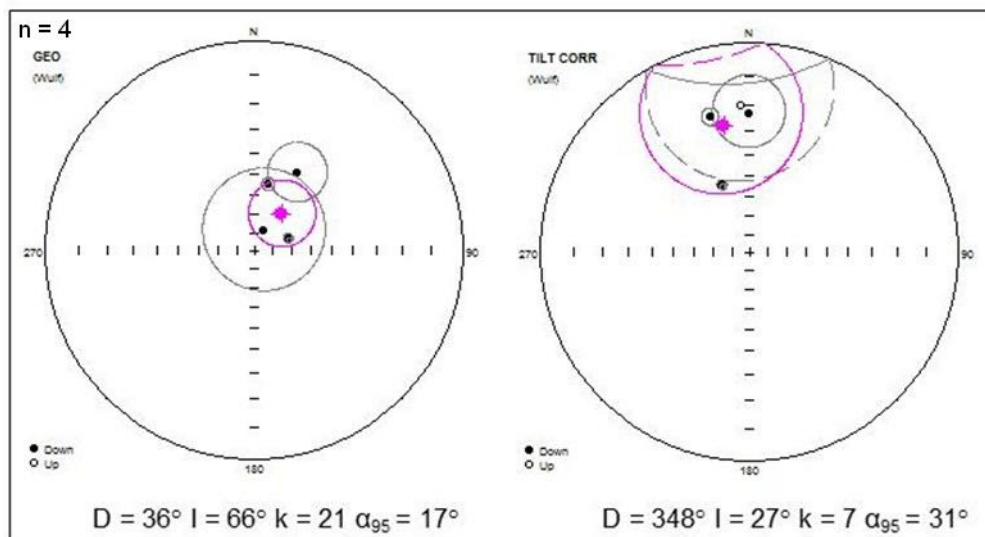 n = 4
GEO
(Wulf)
N
270
90
180
Down
Up
D = 36° I = 66° k = 21 α95 = 17°
TILT CORR
(Wulf)
N
270
90
180
Down
Up
D = 348° I = 27° k = 7 α95 = 31°